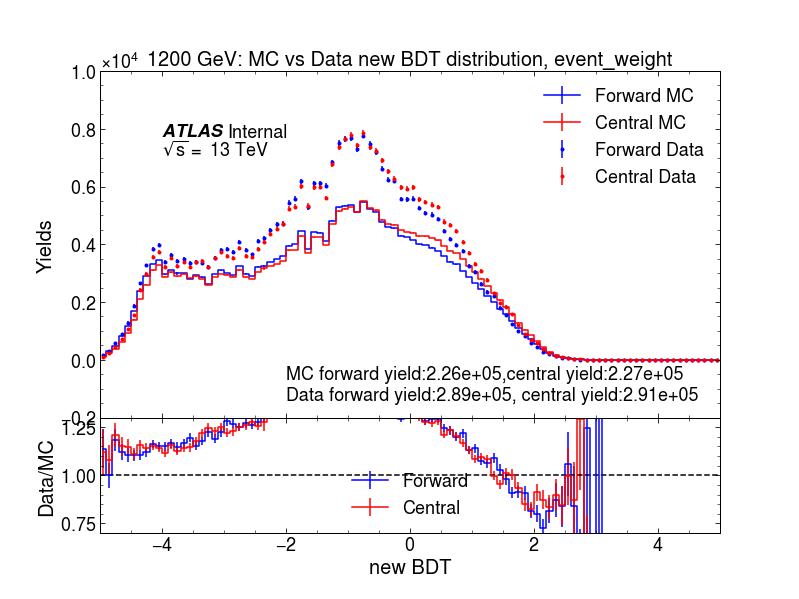 ×10⁴ 1200 GeV: MC vs Data new BDT distribution, event_weight
1.0
0.8
0.6
0.4
0.2
0.0
0.2
Yields
ATLAS Internal
√s = 13 TeV
Forward MC
Central MC
Forward Data
Central Data
MC forward yield:2.26e+05,central yield:2.27e+05
Data forward yield:2.89e+05, central yield:2.91e+05
1.25
1.00
0.75
Data/MC
Forward
Central
−4 −2 0 2 4
new BDT